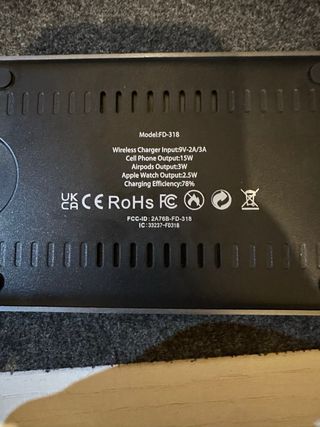 Model:FD-318
Wireless Charger Input:9V-2A/3A
Cell Phone Output:15W
Airpods Output:3W
Apple Watch Output:2.5W
Charging Efficiency:78%
UK CA CE RoHS FC
FCC-ID: 2A76B-FD-318
IC: 33237-FD318